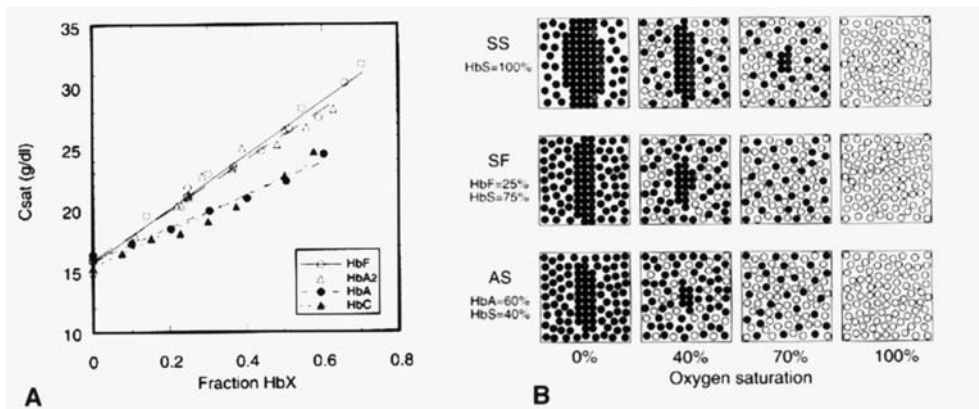 35
30
25
20
15
10
Csat (g/dl)
HbF
HbA2
HbA
HbC
0
0.2
0.4
0.6
0.8
Fraction HbX
A
SS
HbS=100%
SF
HbF=25%
HbS=75%
AS
HbA=60%
HbS=40%
0%
40%
70%
100%
Oxygen saturation
B